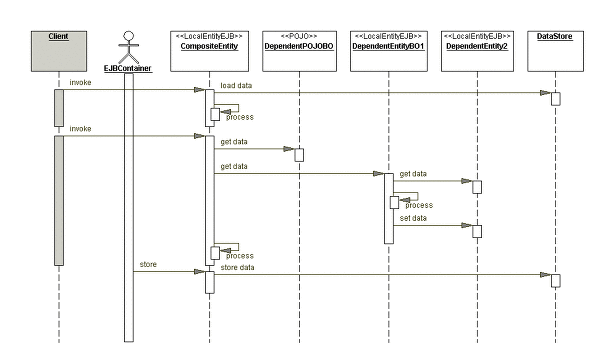 Client
EJBContainer
<<LocalEntityEJB>>
CompositeEntity
<<POJO>>
DependentPOJOBO
<<LocalEntityEJB>>
DependentEntityBO1
<<LocalEntityEJB>>
DependentEntity2
DataStore
invoke
load data
process
invoke
get data
get data
get data
process
set data
process
store
store data